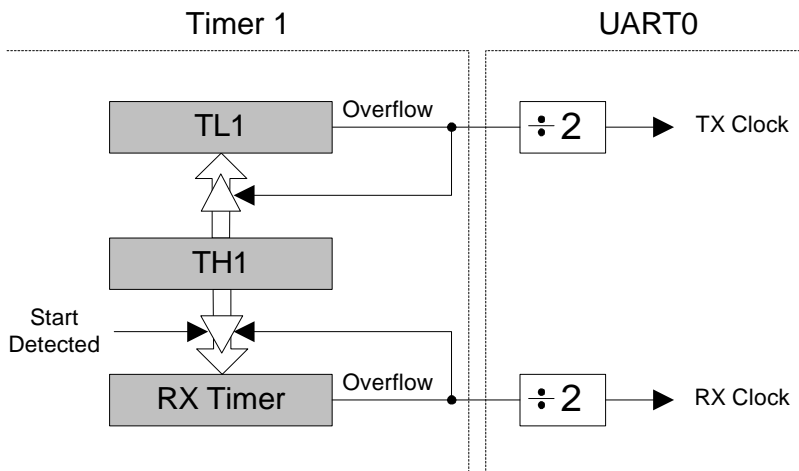 Timer 1
UART0
TL1
Overflow
÷2
TX Clock
TH1
Start
Detected
RX Timer
Overflow
÷2
RX Clock